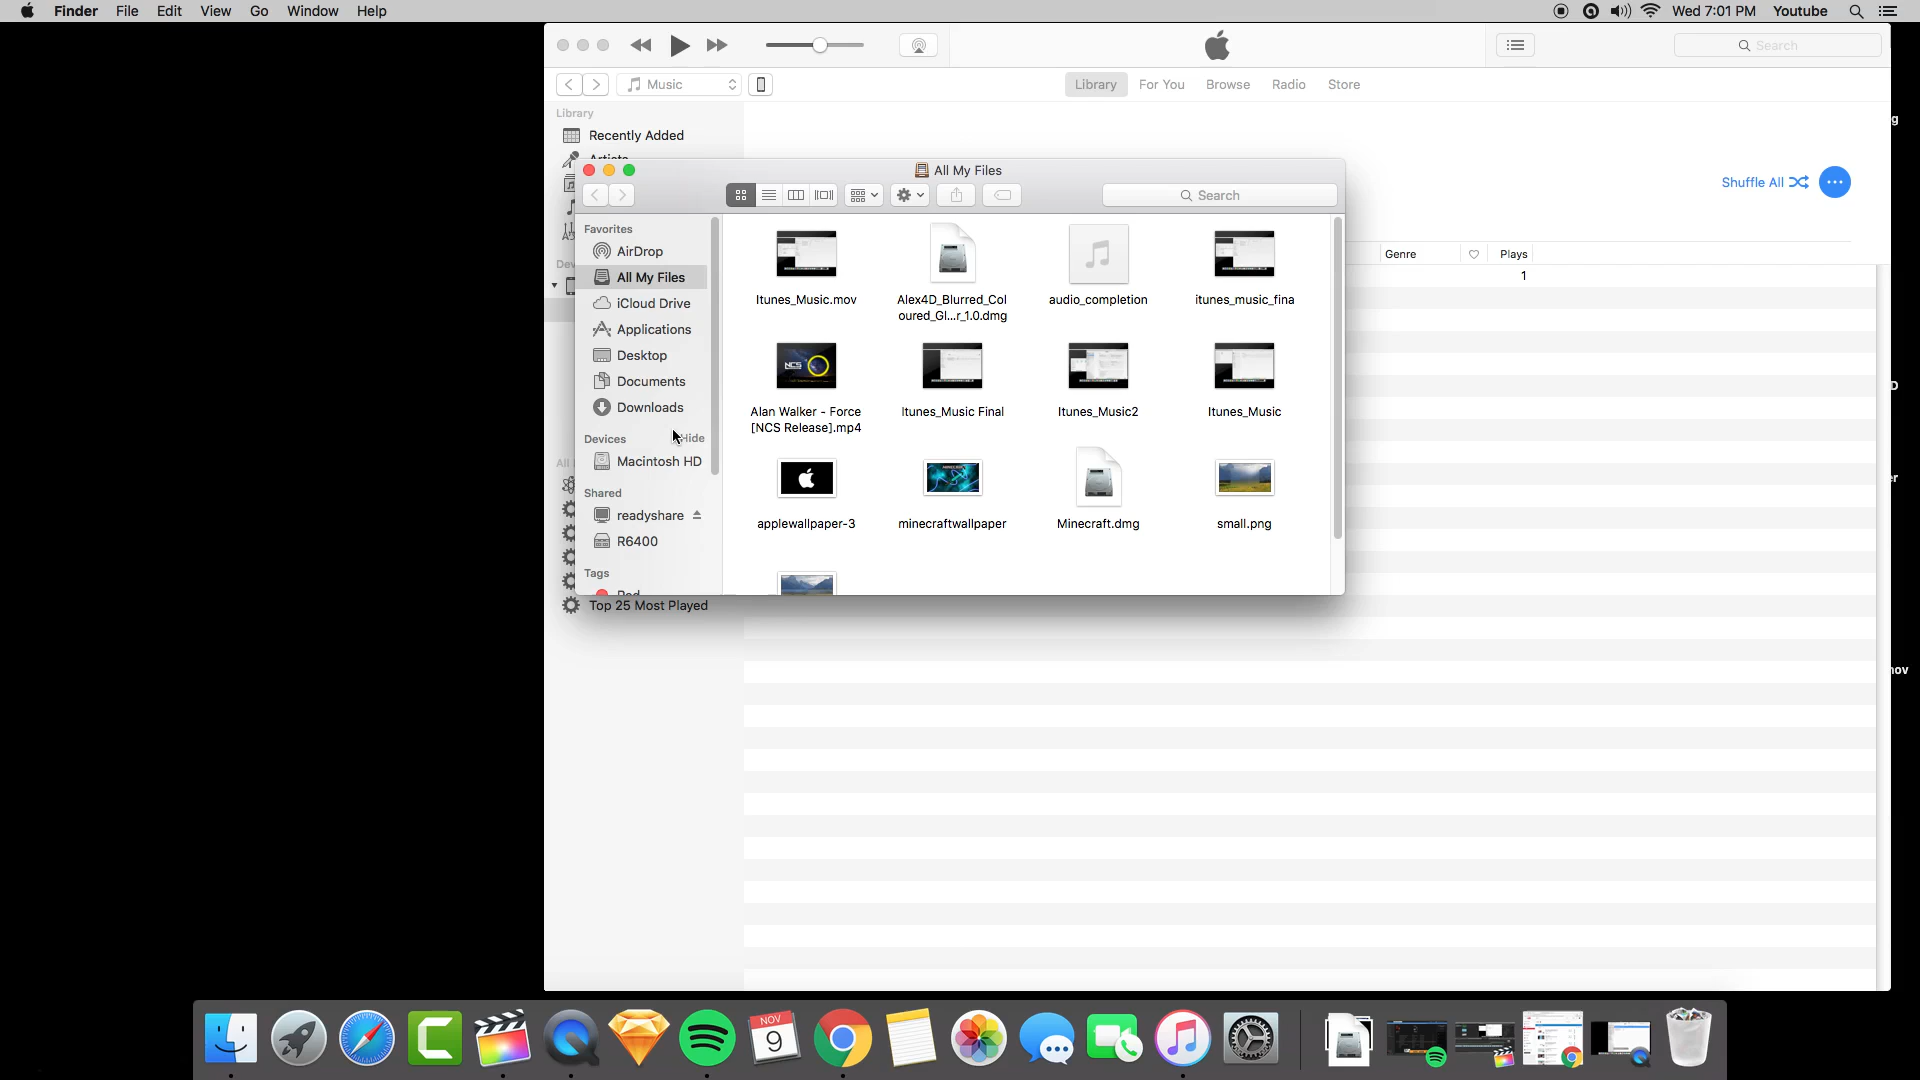 Finder File Edit View Go Window Help
Wed 7:01 PM Youtube
Search
Music
Library For You Browse Radio Store
Library
Recently Added
Artists
All My Files
Search
Shuffle All
Genre Plays
1
Favorites
AirDrop
All My Files
iCloud Drive
Applications
Desktop
Documents
Downloads
Devices
Macintosh HD
Shared
readyshare
R6400
Tags
Red
Itunes_Music.mov
Alex4D_Blurred_Col
oured_Gl...r_1.0.dmg
audio_completion
itunes_music_fina
Alan Walker - Force
[NCS Release].mp4
Itunes_Music Final
Itunes_Music2
Itunes_Music
applewallpaper-3
minecraftwallpaper
Minecraft.dmg
small.png
Top 25 Most Played
NCS
NOV
9